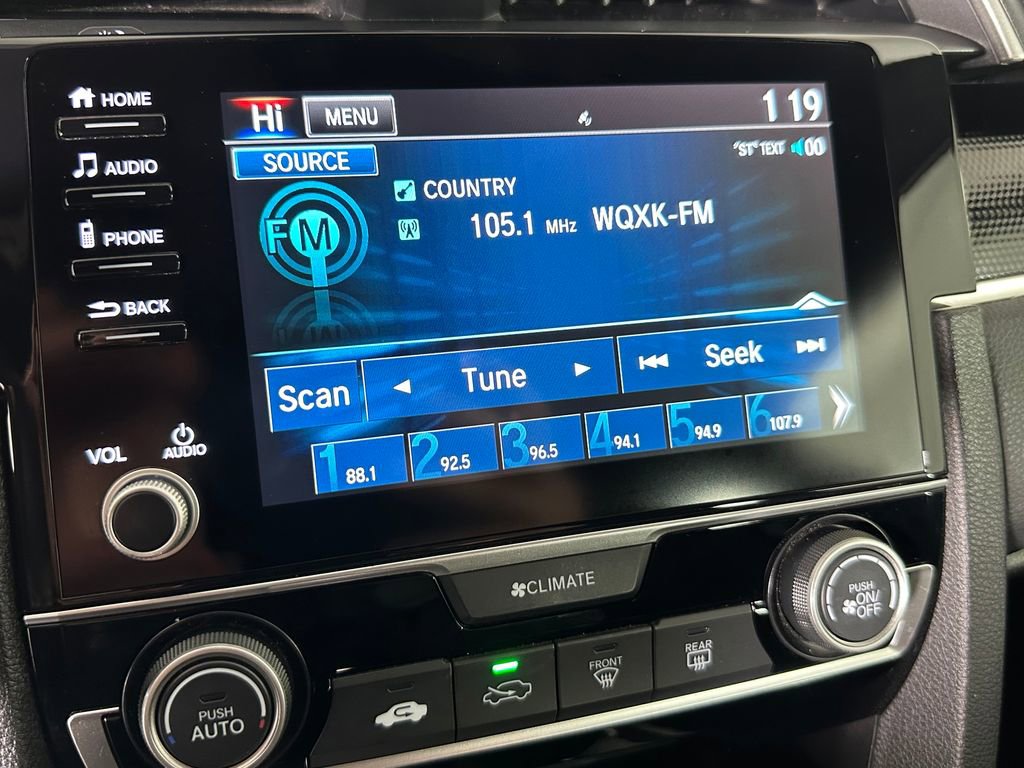 HOME
AUDIO
PHONE
BACK
VOL
AUDIO
Hi MENU 1 19
SOURCE "ST" TEXT 00
FM
COUNTRY
105.1 MHz WQXK-FM
Scan Tune Seek
1 88.1 2 92.5 3 96.5 4 94.1 5 94.9 6 107.9
CLIMATE
PUSH
AUTO
FRONT
REAR
PUSH
ON/
OFF